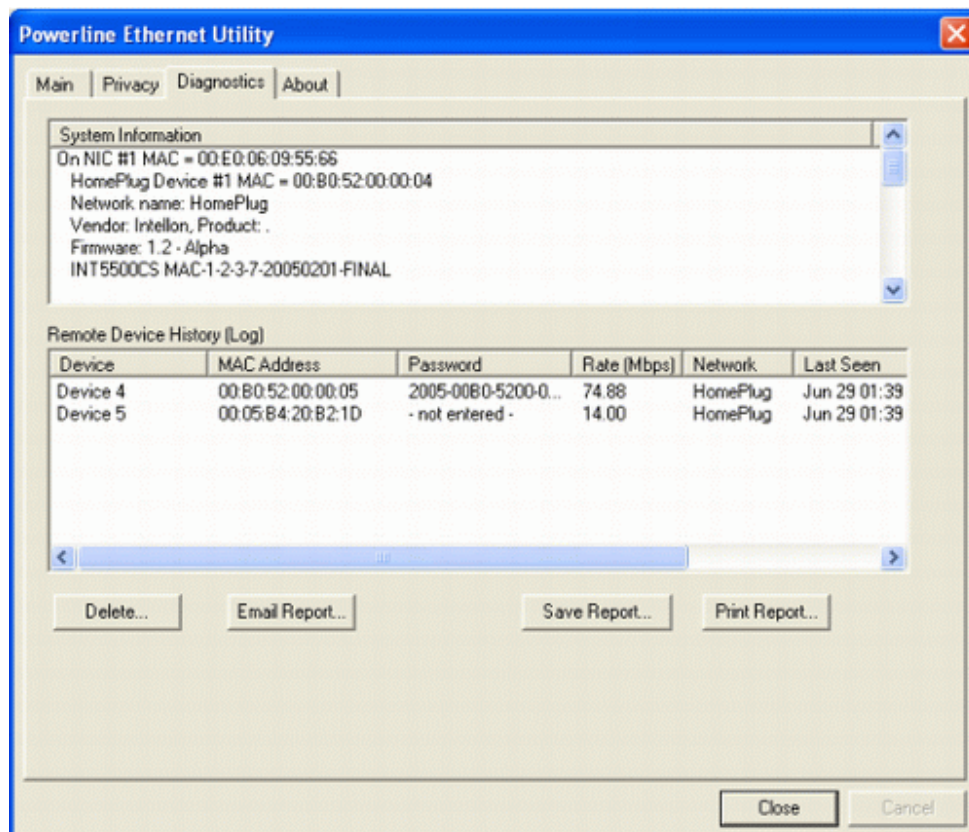 Powerline Ethernet Utility
Main Privacy Diagnostics About
System Information
On NIC #1 MAC = 00:E0:06:09:55:66
HomePlug Device #1 MAC = 00:B0:52:00:00:04
Network name: HomePlug
Vendor: Intellon, Product: .
Firmware: 1.2 - Alpha
INT5500CS MAC-1-2-3-7-20050201-FINAL
Remote Device History (Log)
Device MAC Address Password Rate (Mbps) Network Last Seen
Device 4 00:B0:52:00:00:05 2005-00B0-5200-0... 74.88 HomePlug Jun 29 01:39
Device 5 00:05:B4:20:B2:1D - not entered - 14.00 HomePlug Jun 29 01:39
Delete... Email Report... Save Report... Print Report...
Close Cancel